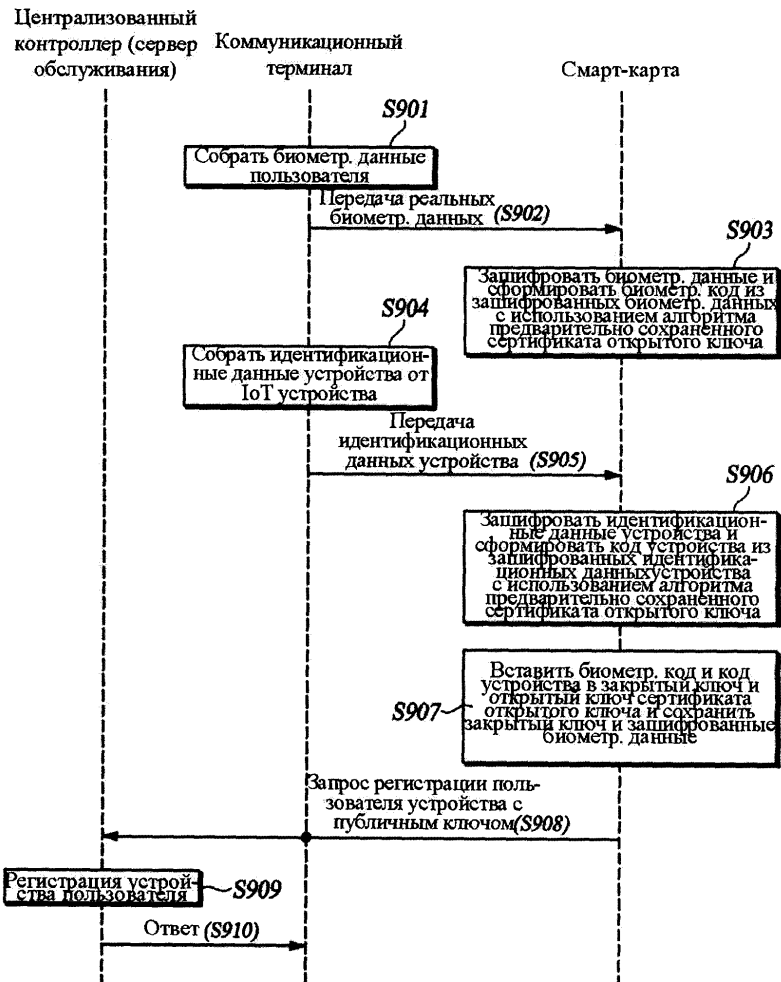 Централизованный
контроллер (сервер
обслуживания)
Коммуникационный
терминал
Смарт-карта
S901
Собрать биометр. данные
пользователя
Передача реальных
биометр. данных (S902)
S903
Зашифровать биометр. данные и
сформировать биометр. код из
зашифрованных биометр. данных
с использованием алгоритма
предварительно сохраненного
сертификата открытого ключа
S904
Собрать идентификацион-
ные данные устройства от
IoT устройства
Передача
идентификационных
данных устройства (S905)
S906
Зашифровать идентификацион-
ные данные устройства и
сформировать код устройства из
зашифрованных идентифика-
ционных данныхустройства
с использованием алгоритма
предварительно сохраненного
сертификата открытого ключа
S907
Вставить биометр. код и код
устройства в закрытый ключ и
открытый ключ сертификата
открытого ключа и сохранить
закрытый ключ и зашифрованные
биометр. данные
Запрос регистрации поль-
зователя устройства с
публичным ключом(S908)
Регистрация устрой-
ства пользователя
S909
Ответ (S910)